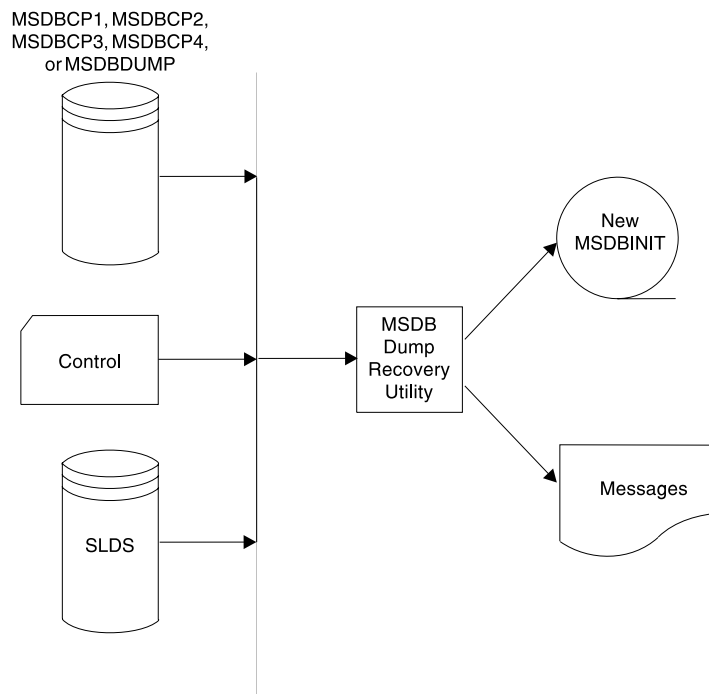 MSDBCP1, MSDBCP2,
MSDBCP3, MSDBCP4,
or MSDBDUMP
New
MSDBINIT
MSDB
Dump
Recovery
Utility
Control
Messages
SLDS